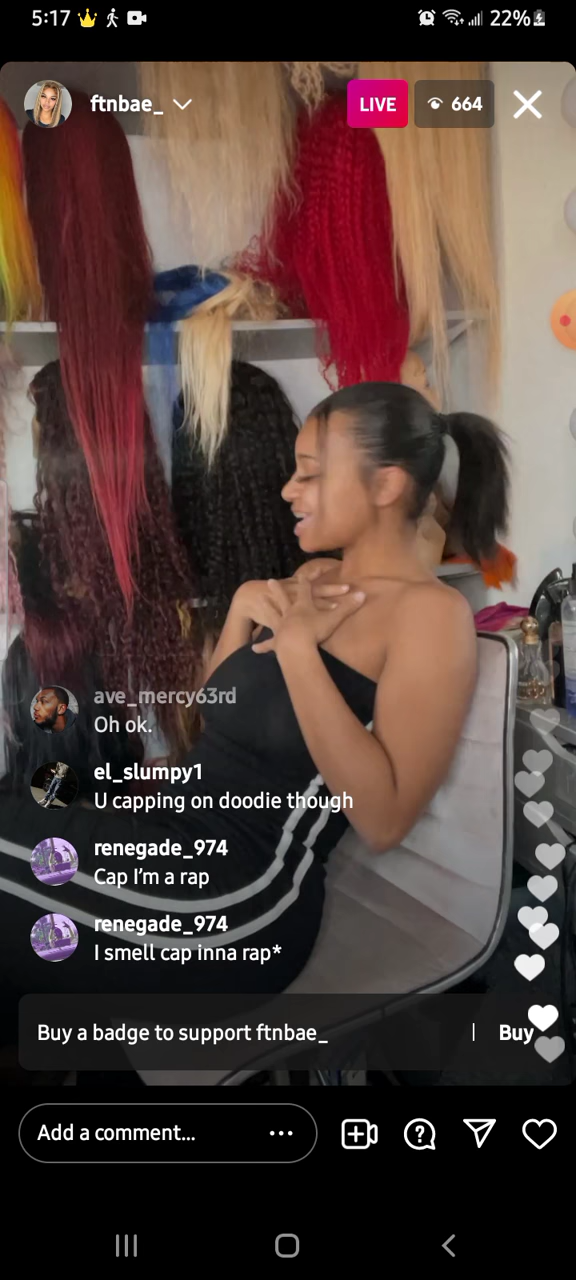 5:17 22%
ftnbae_ LIVE 664
ave_mercy63rd
Oh ok.
el_slumpy1
U capping on doodie though
renegade_974
Cap I’m a rap
renegade_974
I smell cap inna rap*
Buy a badge to support ftnbae_ | Buy
Add a comment...